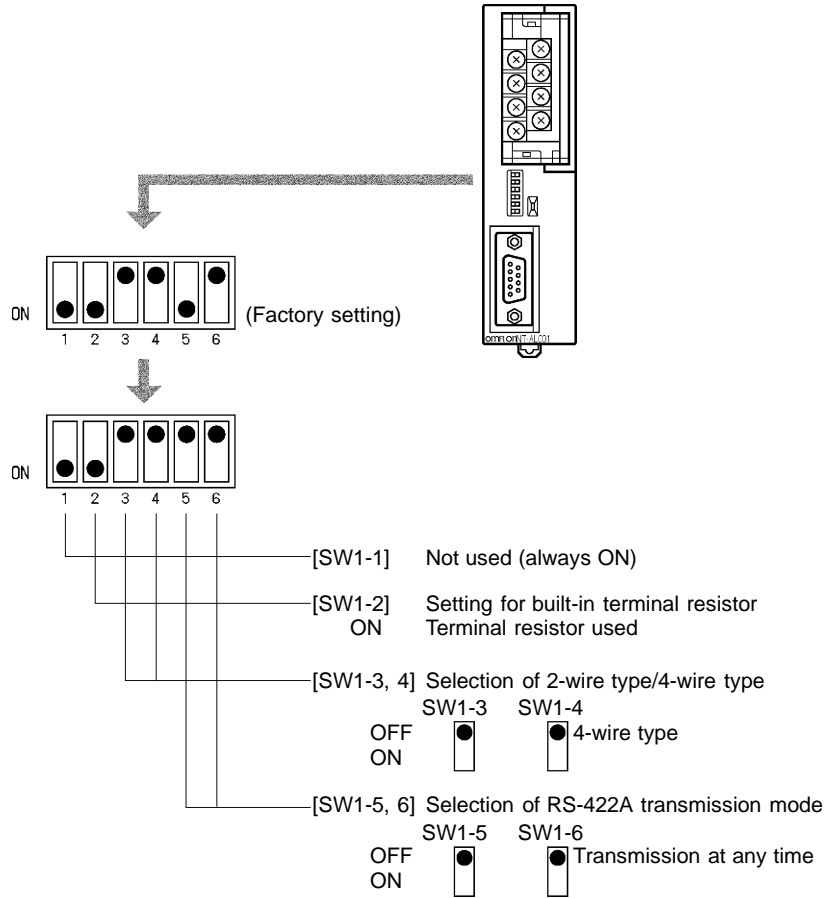 OMRON NT-AL001
ON
(Factory setting)
1 2 3 4 5 6
ON
1 2 3 4 5 6
[SW1-1] Not used (always ON)
[SW1-2] Setting for built-in terminal resistor
ON Terminal resistor used
[SW1-3, 4] Selection of 2-wire type/4-wire type
SW1-3 SW1-4
OFF 4-wire type
ON
[SW1-5, 6] Selection of RS-422A transmission mode
SW1-5 SW1-6
OFF Transmission at any time
ON